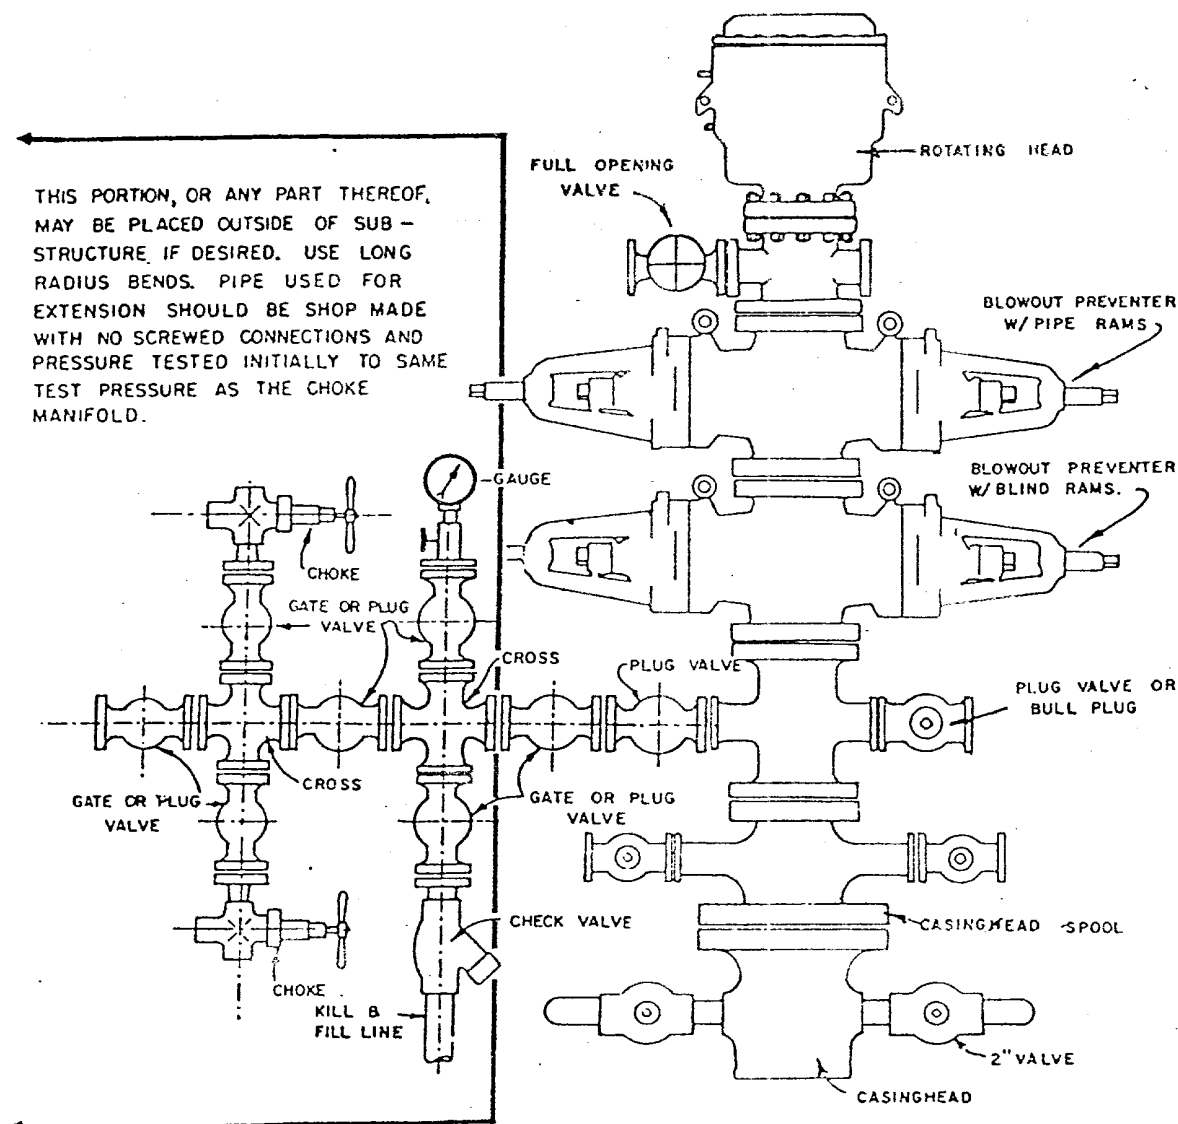 ROTATING HEAD
FULL OPENING
VALVE
THIS PORTION, OR ANY PART THEREOF,
MAY BE PLACED OUTSIDE OF SUB-
STRUCTURE IF DESIRED. USE LONG
RADIUS BENDS. PIPE USED FOR
EXTENSION SHOULD BE SHOP MADE
WITH NO SCREWED CONNECTIONS AND
PRESSURE TESTED INITIALLY TO SAME
TEST PRESSURE AS THE CHOKE
MANIFOLD.
BLOWOUT PREVENTER
W/ PIPE RAMS
GAUGE
BLOWOUT PREVENTER
W/ BLIND RAMS.
CHOKE
GATE OR PLUG
VALVE
CROSS
PLUG VALVE
PLUG VALVE OR
BULL PLUG
CROSS
GATE OR PLUG
VALVE
GATE OR PLUG
VALVE
CHECK VALVE
CASINGHEAD SPOOL
CHOKE
KILL &
FILL LINE
2" VALVE
CASINGHEAD